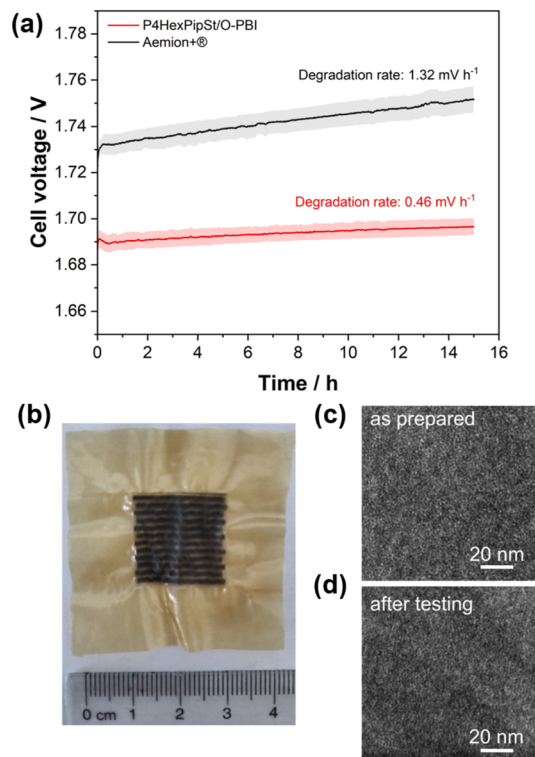 (a)
P4HexPipSt/O-PBI
Aemion+®
Degradation rate: 1.32 mV h⁻¹
Degradation rate: 0.46 mV h⁻¹
1.78
1.76
1.74
1.72
1.70
1.68
1.66
Cell voltage / V
0 2 4 6 8 10 12 14 16
Time / h
(b)
0 cm 1 2 3 4
(c)
as prepared
20 nm
(d)
after testing
20 nm